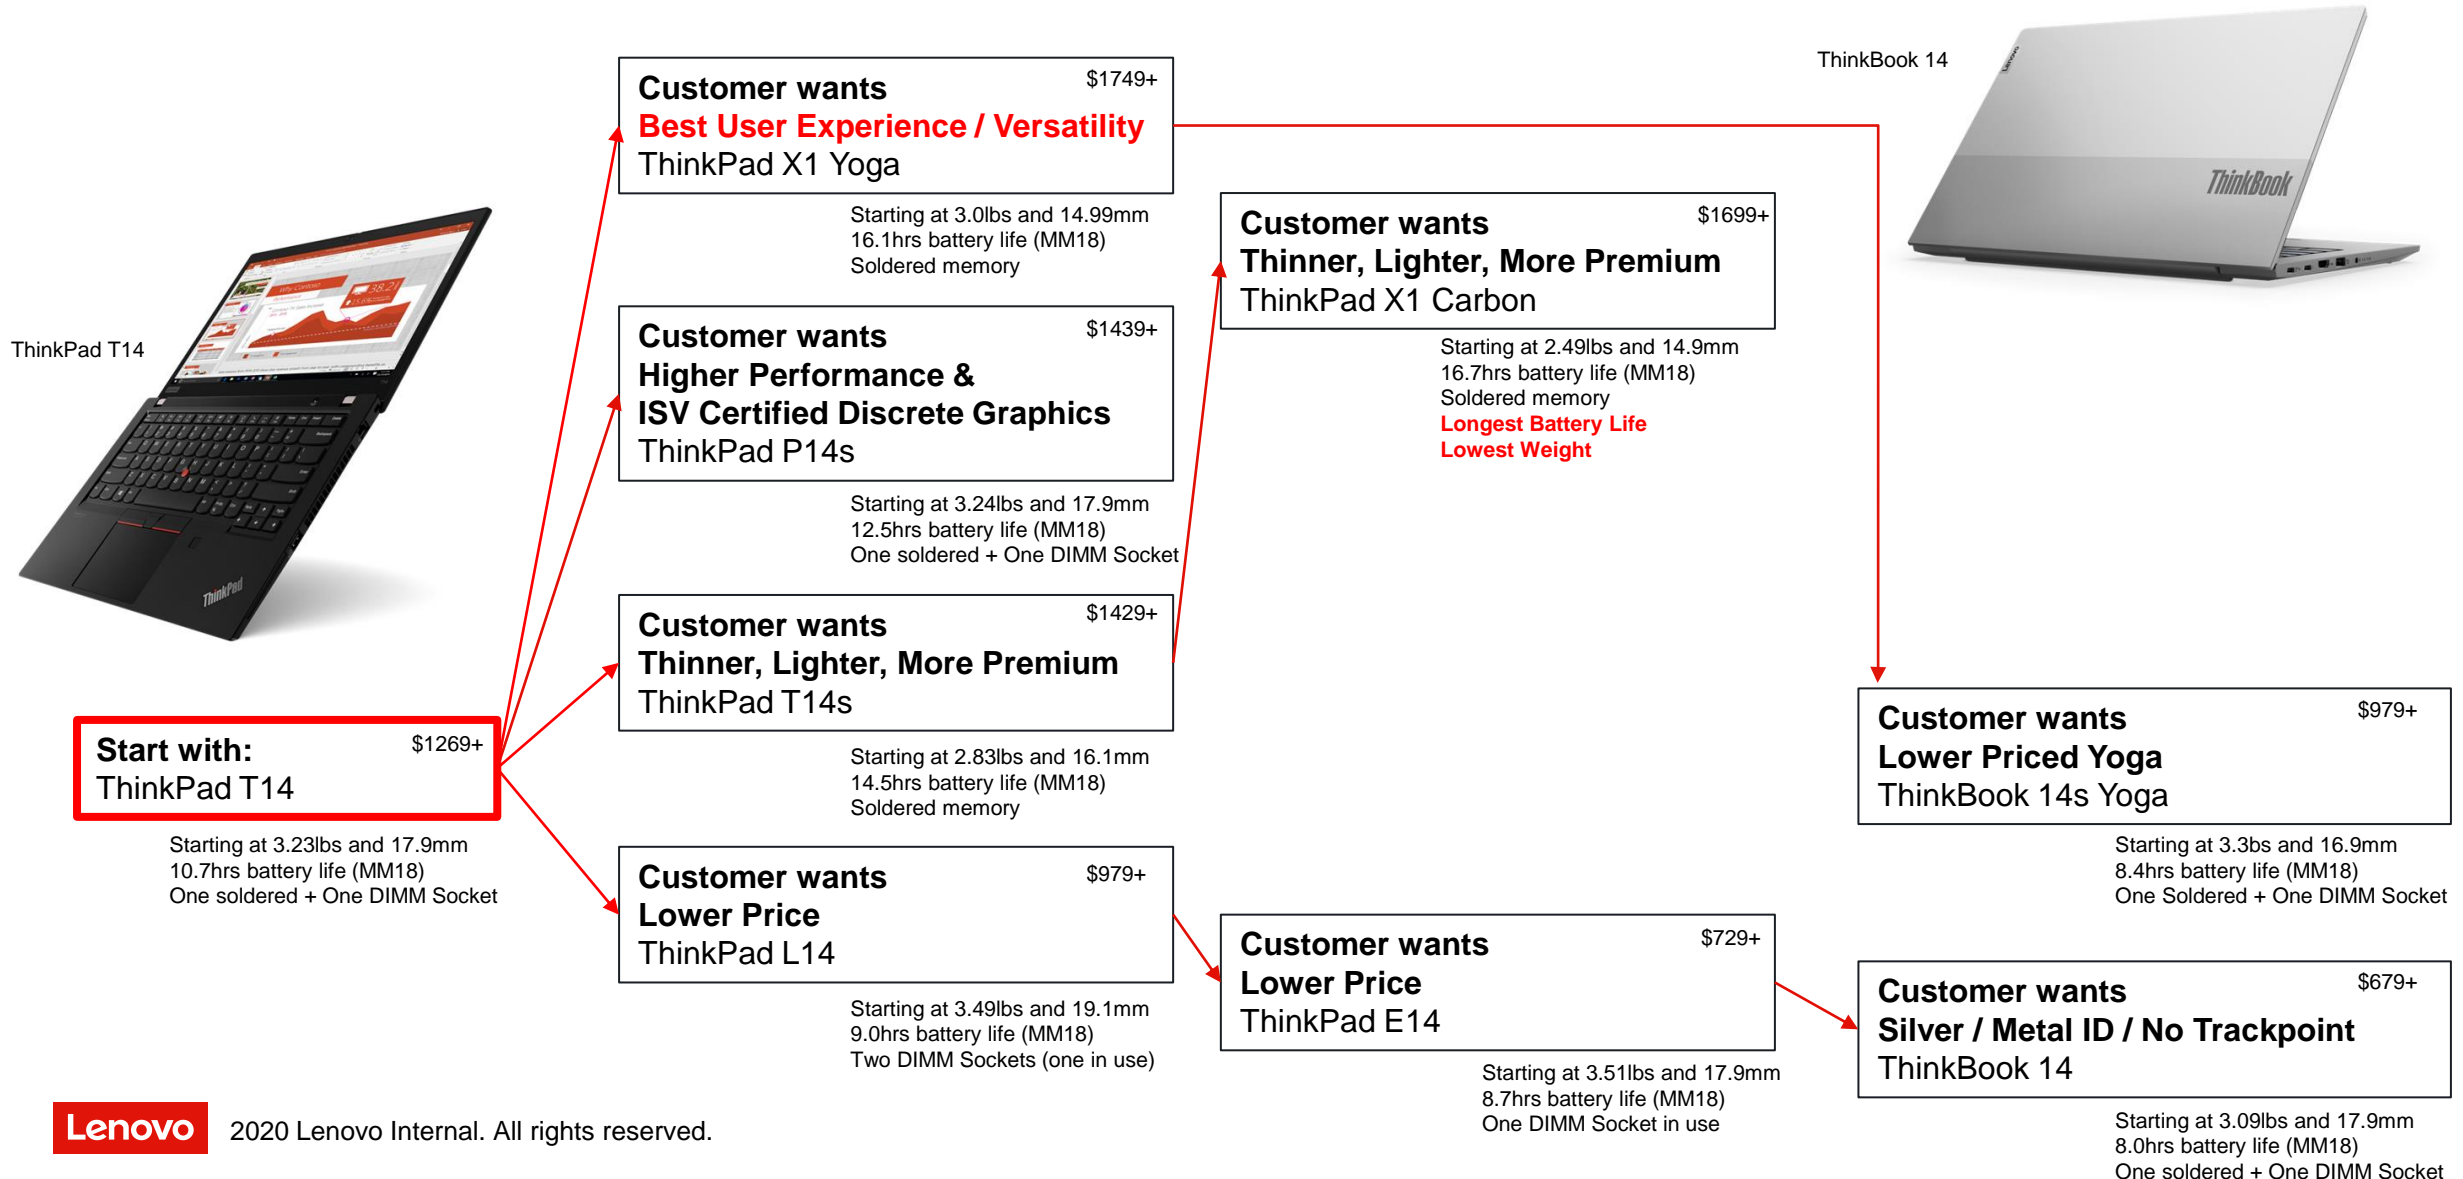 ThinkPad T14
Start with:
$1269+
ThinkPad T14
Starting at 3.23lbs and 17.9mm
10.7hrs battery life (MM18)
One soldered + One DIMM Socket
Customer wants
$1749+
Best User Experience / Versatility
ThinkPad X1 Yoga
Starting at 3.0lbs and 14.99mm
16.1hrs battery life (MM18)
Soldered memory
Customer wants
$1439+
Higher Performance &
ISV Certified Discrete Graphics
ThinkPad P14s
Starting at 3.24lbs and 17.9mm
12.5hrs battery life (MM18)
One soldered + One DIMM Socket
Customer wants
$1429+
Thinner, Lighter, More Premium
ThinkPad T14s
Starting at 2.83lbs and 16.1mm
14.5hrs battery life (MM18)
Soldered memory
Customer wants
$979+
Lower Price
ThinkPad L14
Starting at 3.49lbs and 19.1mm
9.0hrs battery life (MM18)
Two DIMM Sockets (one in use)
Customer wants
$1699+
Thinner, Lighter, More Premium
ThinkPad X1 Carbon
Starting at 2.49lbs and 14.9mm
16.7hrs battery life (MM18)
Soldered memory
Longest Battery Life
Lowest Weight
Customer wants
$729+
Lower Price
ThinkPad E14
Starting at 3.51lbs and 17.9mm
8.7hrs battery life (MM18)
One DIMM Socket in use
ThinkBook 14
Lenovo
ThinkBook
Customer wants
$979+
Lower Priced Yoga
ThinkBook 14s Yoga
Starting at 3.3bs and 16.9mm
8.4hrs battery life (MM18)
One Soldered + One DIMM Socket
Customer wants
$679+
Silver / Metal ID / No Trackpoint
ThinkBook 14
Starting at 3.09lbs and 17.9mm
8.0hrs battery life (MM18)
One soldered + One DIMM Socket
Why Contoso
38.21
ThinkPad
Lenovo
2020 Lenovo Internal. All rights reserved.